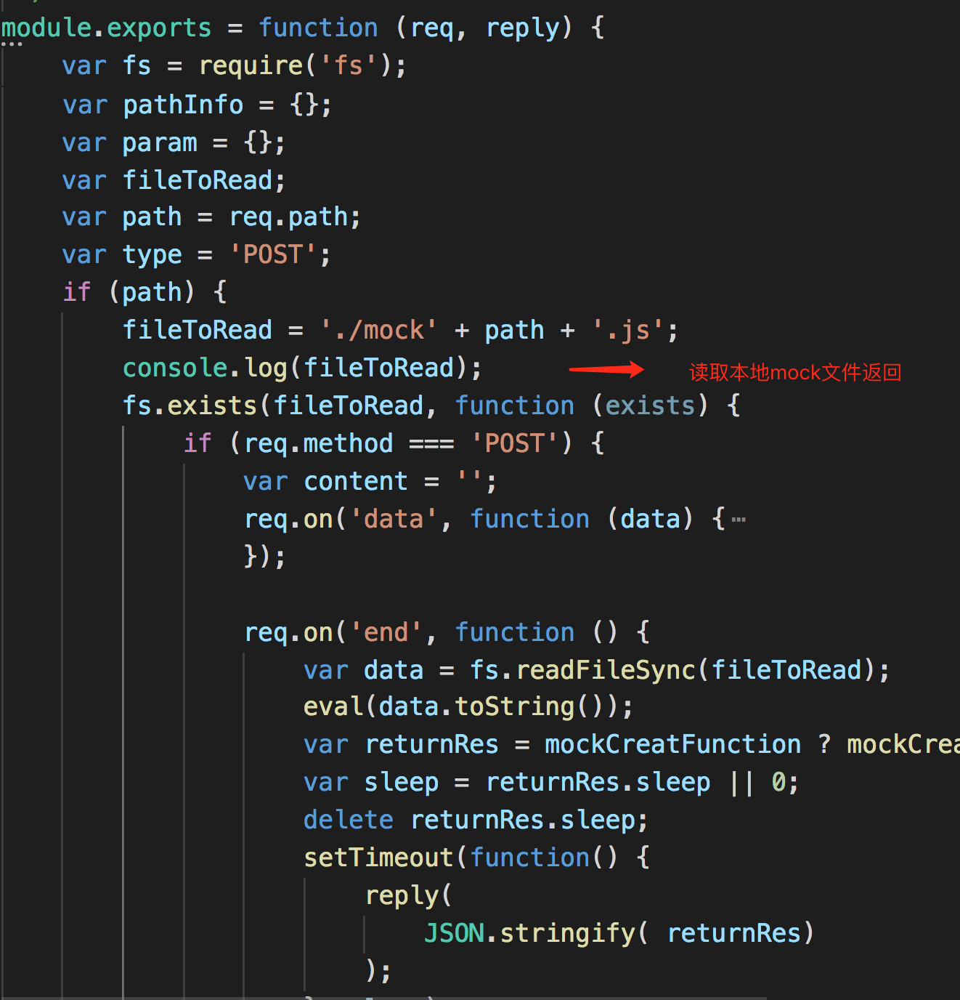 module.exports = function (req, reply) {
var fs = require('fs');
var pathInfo = {};
var param = {};
var fileToRead;
var path = req.path;
var type = 'POST';
if (path) {
fileToRead = './mock' + path + '.js';
console.log(fileToRead);
读取本地mock文件返回
fs.exists(fileToRead, function (exists) {
if (req.method === 'POST') {
var content = '';
req.on('data', function (data) {⋯
});
req.on('end', function () {
var data = fs.readFileSync(fileToRead);
eval(data.toString());
var returnRes = mockCreatFunction ? mockCrea
var sleep = returnRes.sleep || 0;
delete returnRes.sleep;
setTimeout(function() {
reply(
JSON.stringify( returnRes)
);